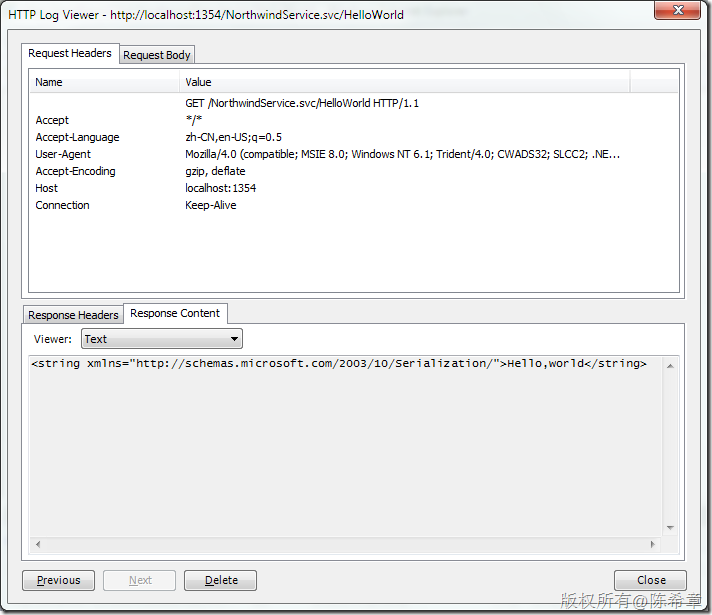 HTTP Log Viewer - http://localhost:1354/NorthwindService.svc/HelloWorld
Request Headers Request Body
Name Value
GET /NorthwindService.svc/HelloWorld HTTP/1.1
Accept */*
Accept-Language zh-CN,en-US;q=0.5
User-Agent Mozilla/4.0 (compatible; MSIE 8.0; Windows NT 6.1; Trident/4.0; CWADS32; SLCC2; .NE...
Accept-Encoding gzip, deflate
Host localhost:1354
Connection Keep-Alive
Response Headers Response Content
Viewer: Text
<string xmlns="http://schemas.microsoft.com/2003/10/Serialization/">Hello,world</string>
Previous Next Delete Close
版权所有@陈希章